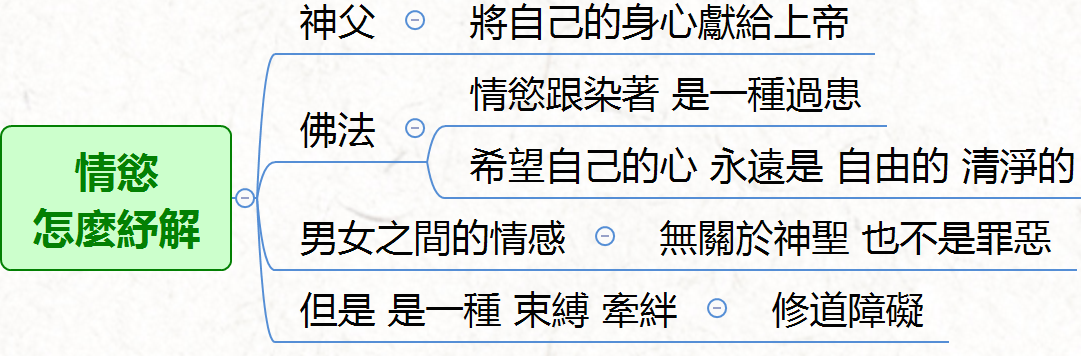 情慾
怎麼紓解
神父
將自己的身心獻給上帝
佛法
情慾跟染著 是一種過患
希望自己的心 永遠是 自由的 清淨的
男女之間的情感
無關於神聖 也不是罪惡
但是 是一種 束縛 牽絆
修道障礙